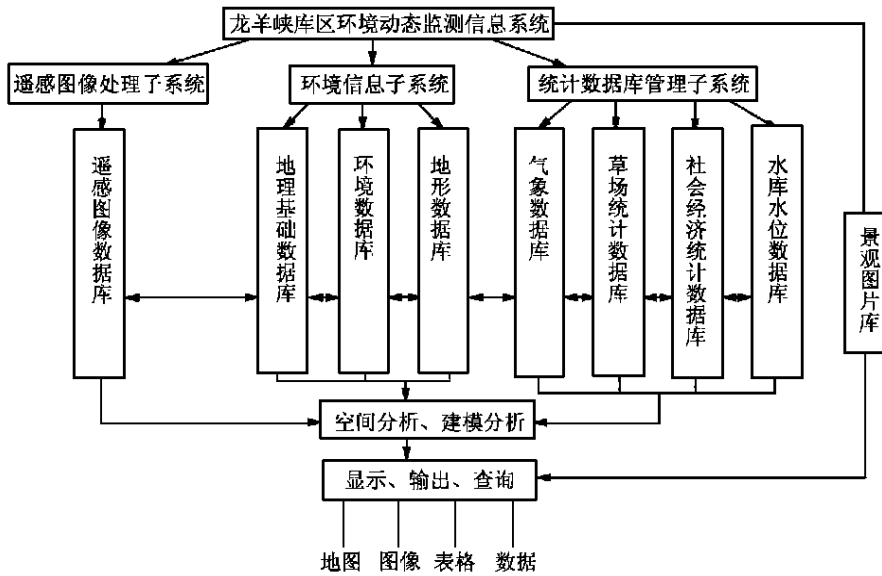 龙羊峡库区环境动态监测信息系统
遥感图像处理子系统
环境信息子系统
统计数据库管理子系统
遥感图像数据库
地理基础数据库
环境数据库
地形数据库
气象数据库
草场统计数据库
社会经济统计数据库
水库水位数据库
景观图片库
空间分析、建模分析
显示、输出、查询
地图 图像 表格 数据